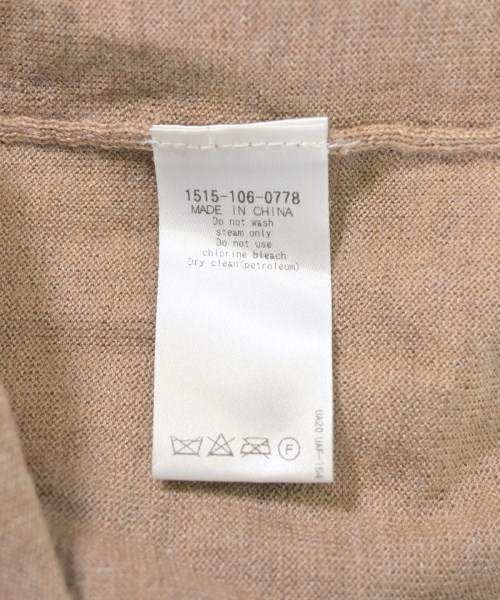 1515-106-0778
MADE IN CHINA
Do not wash
steam only
Do not use
chlorine bleach
Dry clean(petroleum)
F
UA20 UAF-164